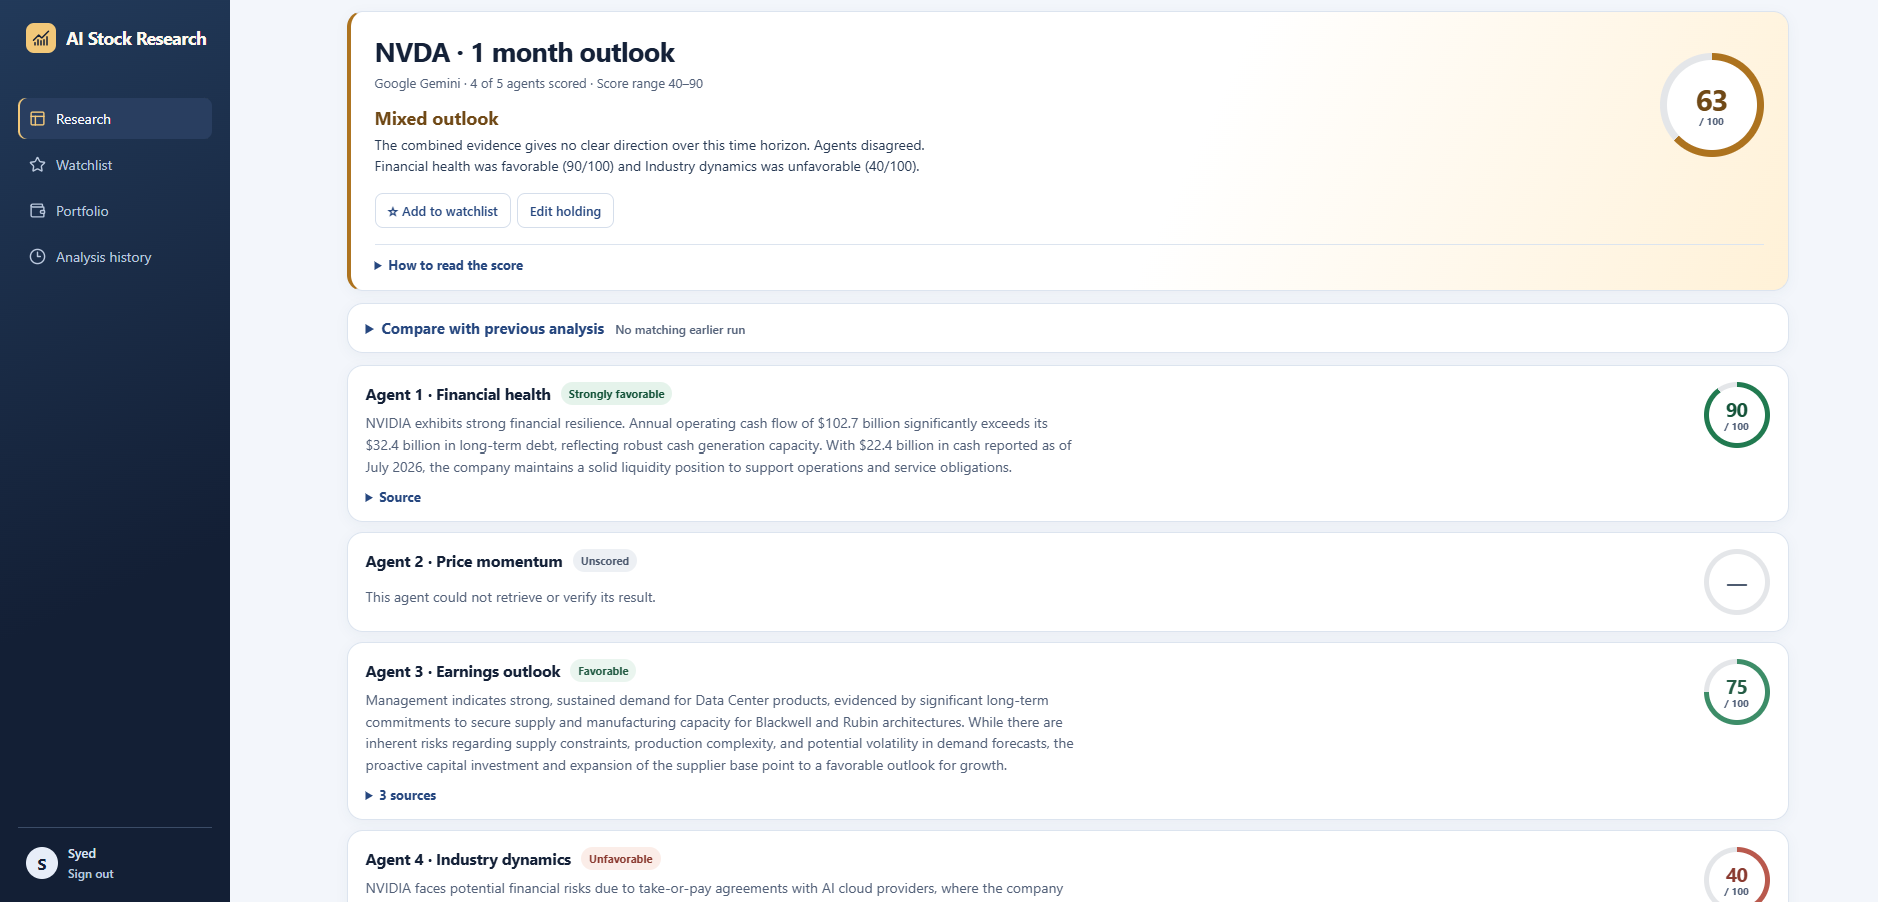 AI Stock Research
Research
Watchlist
Portfolio
Analysis history
Syed
Sign out
S
NVDA · 1 month outlook
Google Gemini · 4 of 5 agents scored · Score range 40–90
Mixed outlook
The combined evidence gives no clear direction over this time horizon. Agents disagreed.
Financial health was favorable (90/100) and Industry dynamics was unfavorable (40/100).
63
/ 100
☆ Add to watchlist
Edit holding
▶ How to read the score
▶ Compare with previous analysis No matching earlier run
Agent 1 · Financial health Strongly favorable
NVIDIA exhibits strong financial resilience. Annual operating cash flow of $102.7 billion significantly exceeds its
$32.4 billion in long-term debt, reflecting robust cash generation capacity. With $22.4 billion in cash reported as of
July 2026, the company maintains a solid liquidity position to support operations and service obligations.
▶ Source
90
/ 100
Agent 2 · Price momentum Unscored
This agent could not retrieve or verify its result.
—
Agent 3 · Earnings outlook Favorable
Management indicates strong, sustained demand for Data Center products, evidenced by significant long-term
commitments to secure supply and manufacturing capacity for Blackwell and Rubin architectures. While there are
inherent risks regarding supply constraints, production complexity, and potential volatility in demand forecasts, the
proactive capital investment and expansion of the supplier base point to a favorable outlook for growth.
▶ 3 sources
75
/ 100
Agent 4 · Industry dynamics Unfavorable
NVIDIA faces potential financial risks due to take-or-pay agreements with AI cloud providers, where the company
40
/ 100